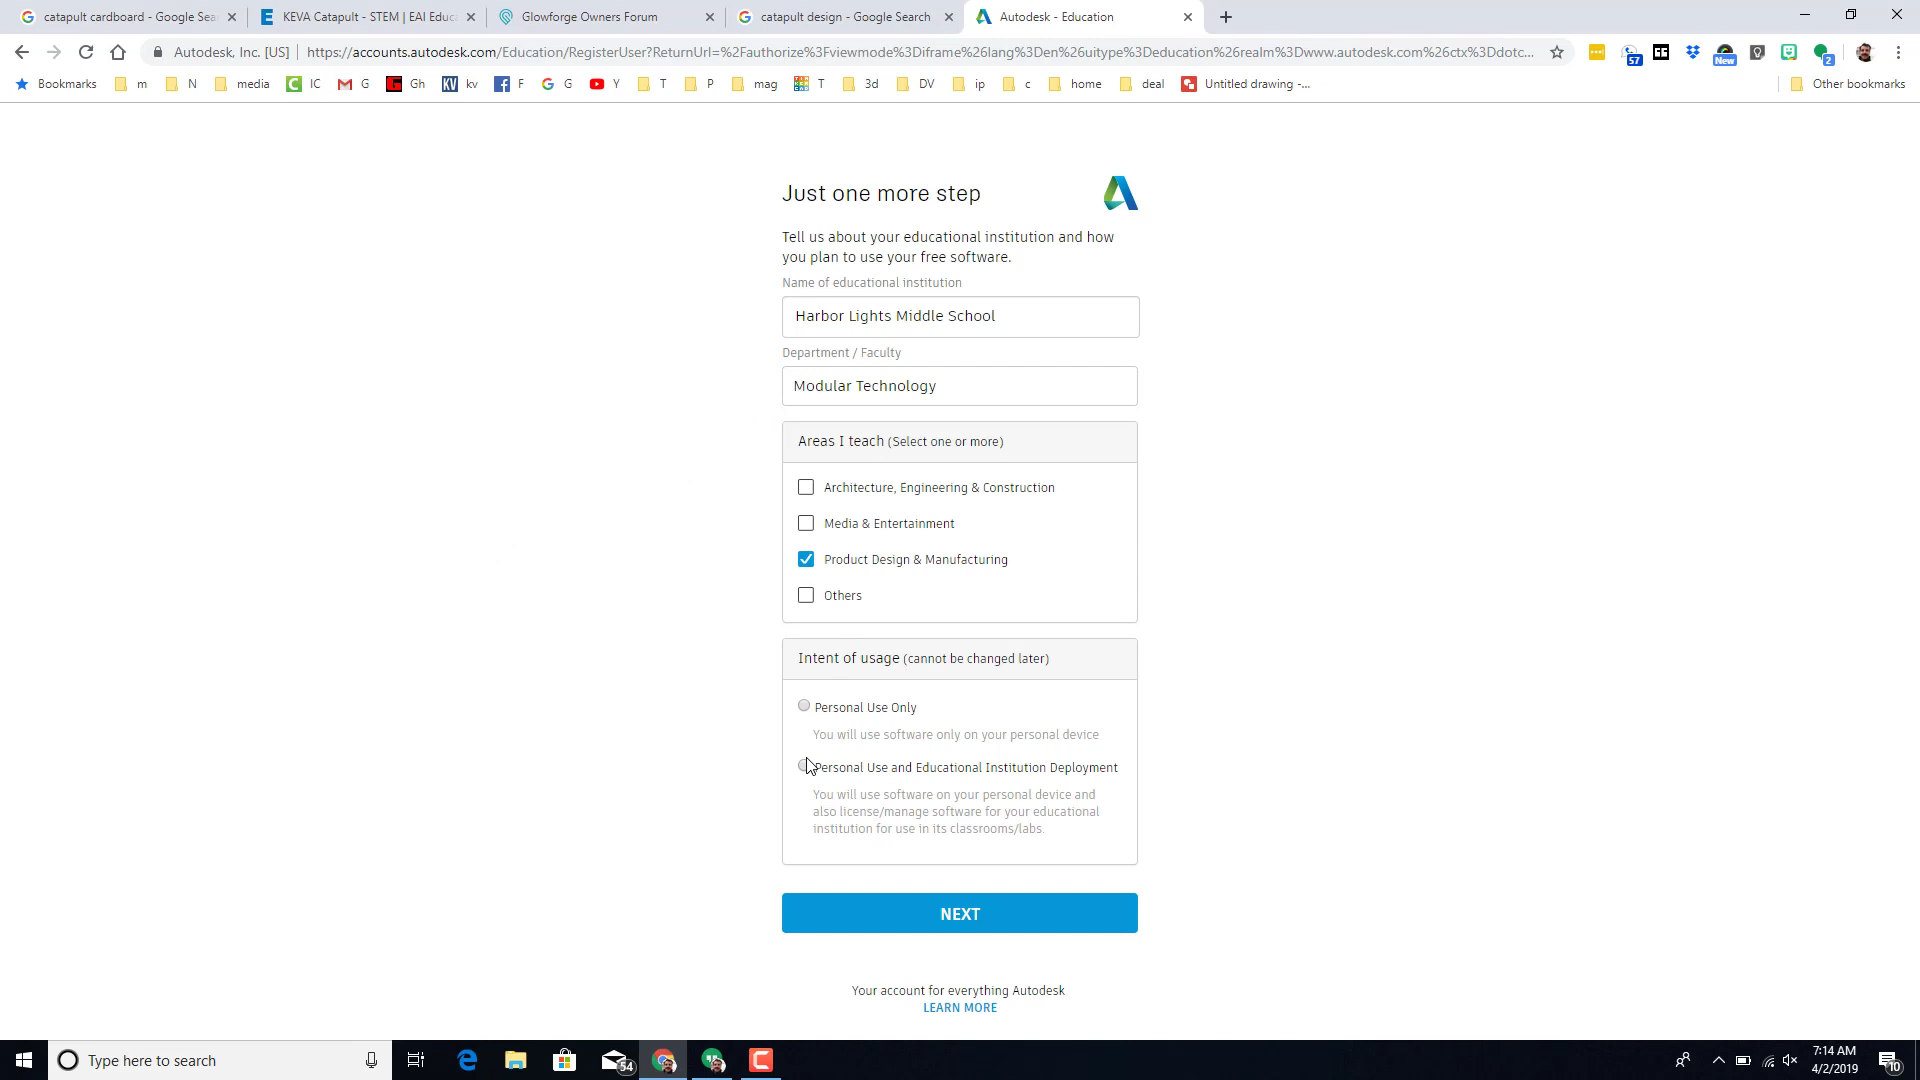 catapult cardboard - Google Sea
KEVA Catapult - STEM | EAI Educa
Glowforge Owners Forum
catapult design - Google Search
Autodesk - Education
Autodesk, Inc. [US]
https://accounts.autodesk.com/Education/RegisterUser?ReturnUrl=%2Fauthorize%3Fviewmode%3Diframe%26lang%3Den%26uitype%3Deducation%26realm%3Dwww.autodesk.com%26ctx%3Ddotc...
57
New
2
Bookmarks
m
N
media
IC
G
Gh
kv
F
G
Y
T
P
mag
T
3d
DV
ip
c
home
deal
Untitled drawing -...
Other bookmarks
Just one more step
Tell us about your educational institution and how
you plan to use your free software.
Name of educational institution
Harbor Lights Middle School
Department / Faculty
Modular Technology
Areas I teach (Select one or more)
Architecture, Engineering & Construction
Media & Entertainment
Product Design & Manufacturing
Others
Intent of usage (cannot be changed later)
Personal Use Only
You will use software only on your personal device
Personal Use and Educational Institution Deployment
You will use software on your personal device and
also license/manage software for your educational
institution for use in its classrooms/labs.
NEXT
Your account for everything Autodesk
LEARN MORE
Type here to search
54
7:14 AM
4/2/2019
10